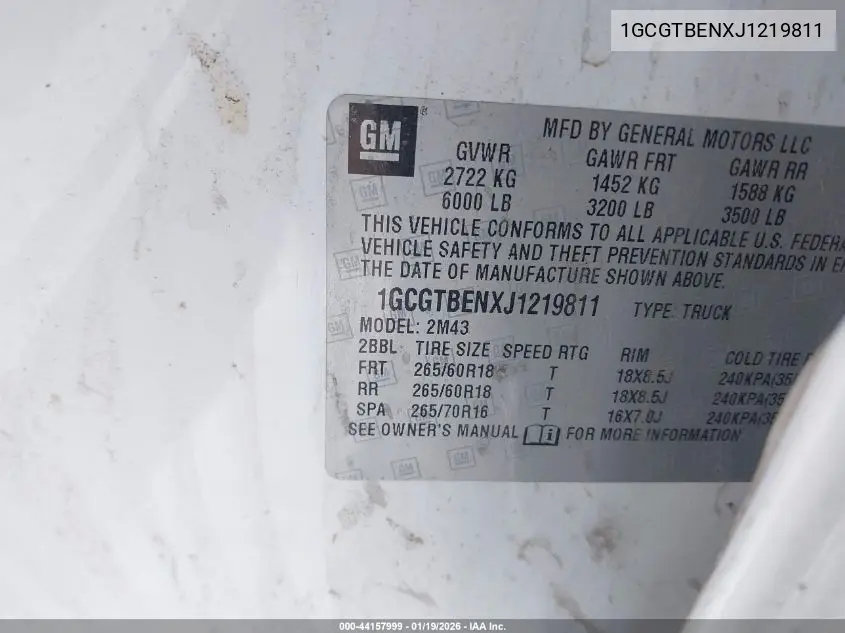 1GCGTBENXJ1219811
GM ®
MFD BY GENERAL MOTORS LLC
GVWR GAWR FRT GAWR RR
2722 KG 1452 KG 1588 KG
6000 LB 3200 LB 3500 LB
THIS VEHICLE CONFORMS TO ALL APPLICABLE U.S. FEDERA
VEHICLE SAFETY AND THEFT PREVENTION STANDARDS IN E
THE DATE OF MANUFACTURE SHOWN ABOVE.
1GCGTBENXJ1219811 TYPE: TRUCK
MODEL: 2M43
2BBL TIRE SIZE SPEED RTG RIM COLD TIRE
FRT 265/60R18 T 18X8.5J 240KPA(35
RR 265/60R18 T 18X8.5J 240KPA(35
SPA 265/70R16 T 16X7.0J 240KPA(35
SEE OWNER'S MANUAL FOR MORE INFORMATION
000-44157999 - 01/19/2026 - IAA Inc.